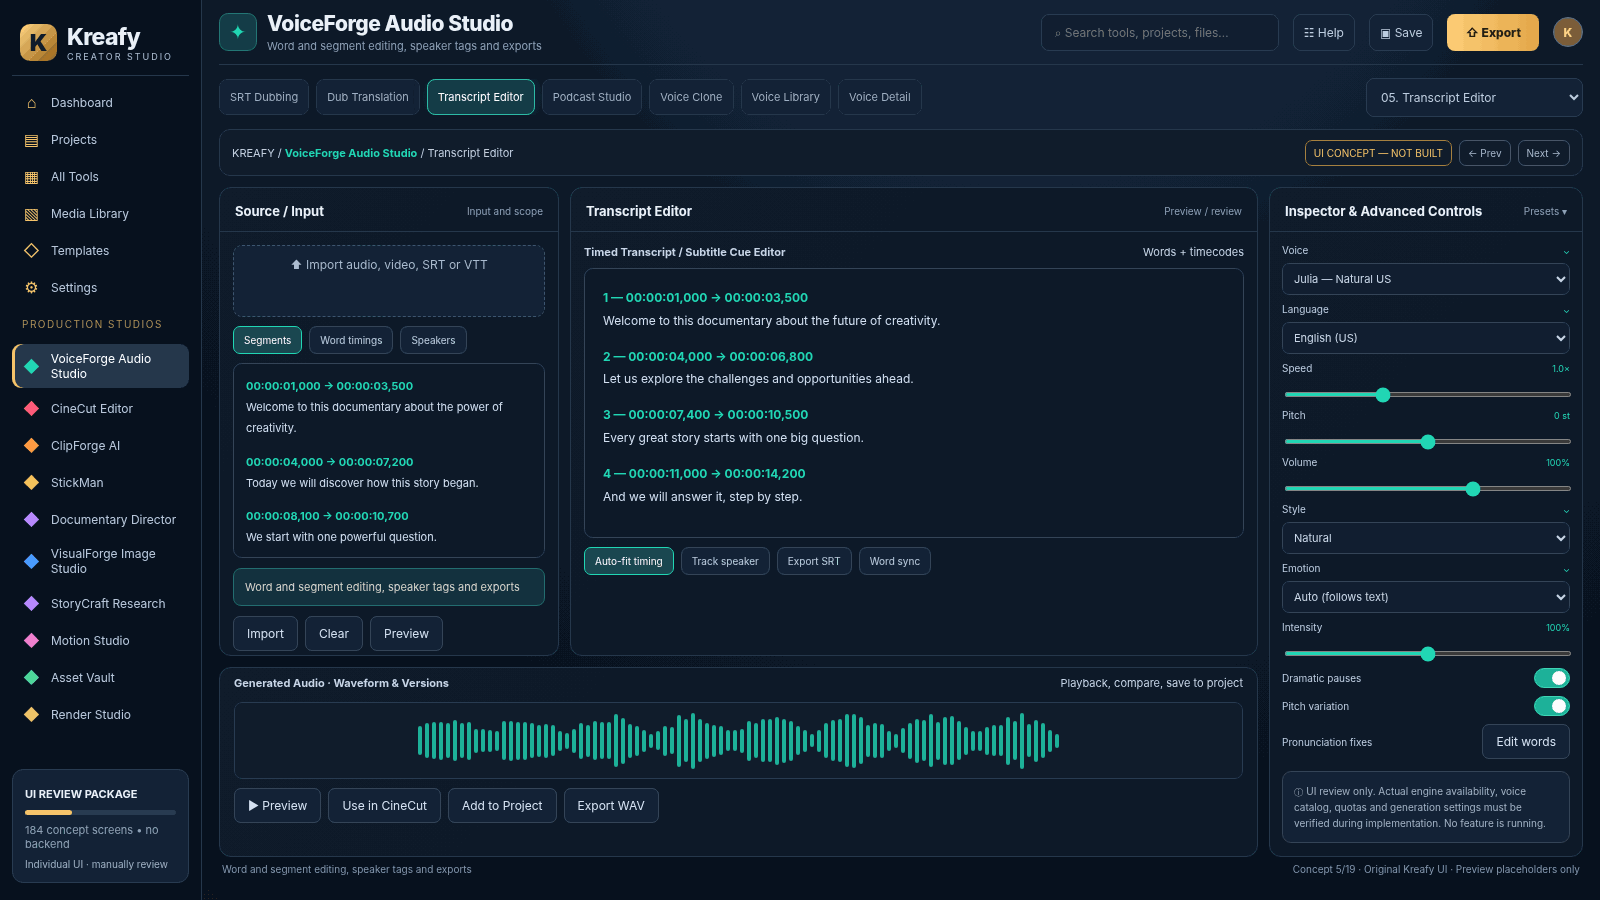 K
Kreafy
CREATOR STUDIO
Dashboard
Projects
All Tools
Media Library
Templates
Settings
PRODUCTION STUDIOS
VoiceForge Audio
Studio
CineCut Editor
ClipForge AI
StickMan
Documentary Director
VisualForge Image
Studio
StoryCraft Research
Motion Studio
Asset Vault
Render Studio
UI REVIEW PACKAGE
184 concept screens • no
backend
Individual UI · manually review
VoiceForge Audio Studio
Word and segment editing, speaker tags and exports
Search tools, projects, files...
Help
Save
Export
K
SRT Dubbing
Dub Translation
Transcript Editor
Podcast Studio
Voice Clone
Voice Library
Voice Detail
05. Transcript Editor
KREAFY / VoiceForge Audio Studio / Transcript Editor
UI CONCEPT — NOT BUILT
← Prev
Next →
Source / Input
Input and scope
Import audio, video, SRT or VTT
Segments
Word timings
Speakers
00:00:01,000 → 00:00:03,500
Welcome to this documentary about the power of
creativity.
00:00:04,000 → 00:00:07,200
Today we will discover how this story began.
00:00:08,100 → 00:00:10,700
We start with one powerful question.
Word and segment editing, speaker tags and exports
Import
Clear
Preview
Transcript Editor
Preview / review
Timed Transcript / Subtitle Cue Editor
Words + timecodes
1 — 00:00:01,000 → 00:00:03,500
Welcome to this documentary about the future of creativity.
2 — 00:00:04,000 → 00:00:06,800
Let us explore the challenges and opportunities ahead.
3 — 00:00:07,400 → 00:00:10,500
Every great story starts with one big question.
4 — 00:00:11,000 → 00:00:14,200
And we will answer it, step by step.
Auto-fit timing
Track speaker
Export SRT
Word sync
Generated Audio · Waveform & Versions
Playback, compare, save to project
▶ Preview
Use in CineCut
Add to Project
Export WAV
Inspector & Advanced Controls
Presets ▾
Voice
Julia — Natural US
Language
English (US)
Speed
1.0×
Pitch
0 st
Volume
100%
Style
Natural
Emotion
Auto (follows text)
Intensity
100%
Dramatic pauses
Pitch variation
Pronunciation fixes
Edit words
ⓘ UI review only. Actual engine availability, voice
catalog, quotas and generation settings must be
verified during implementation. No feature is running.
Word and segment editing, speaker tags and exports
Concept 5/19 · Original Kreafy UI · Preview placeholders only